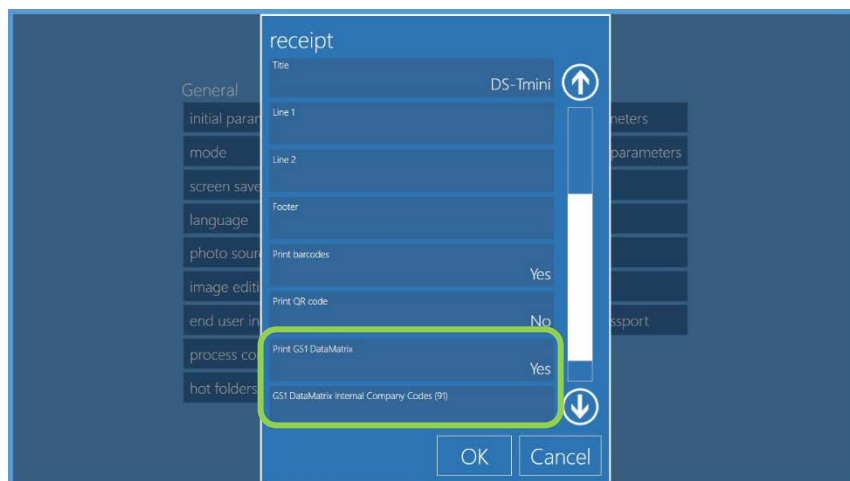 receipt
Title
DS-Tmini
Line 1
Line 2
Footer
Print barcodes
Yes
Print QR code
No
Print GS1 DataMatrix
Yes
GS1 DataMatrix Internal Company Codes (91)
OK
Cancel
General
initial param
mode
screen save
language
photo sour
image editi
end user in
process co
hot folders
meters
parameters
ssport